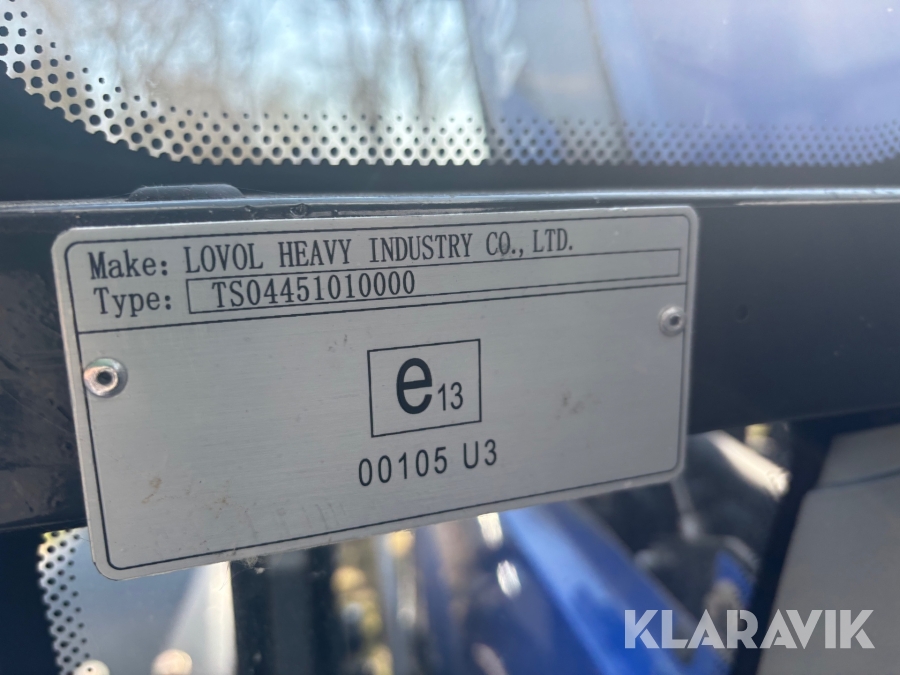 Make: LOVOL HEAVY INDUSTRY CO., LTD.
Type: TS04451010000
e13
00105 U3
KLARAVIK